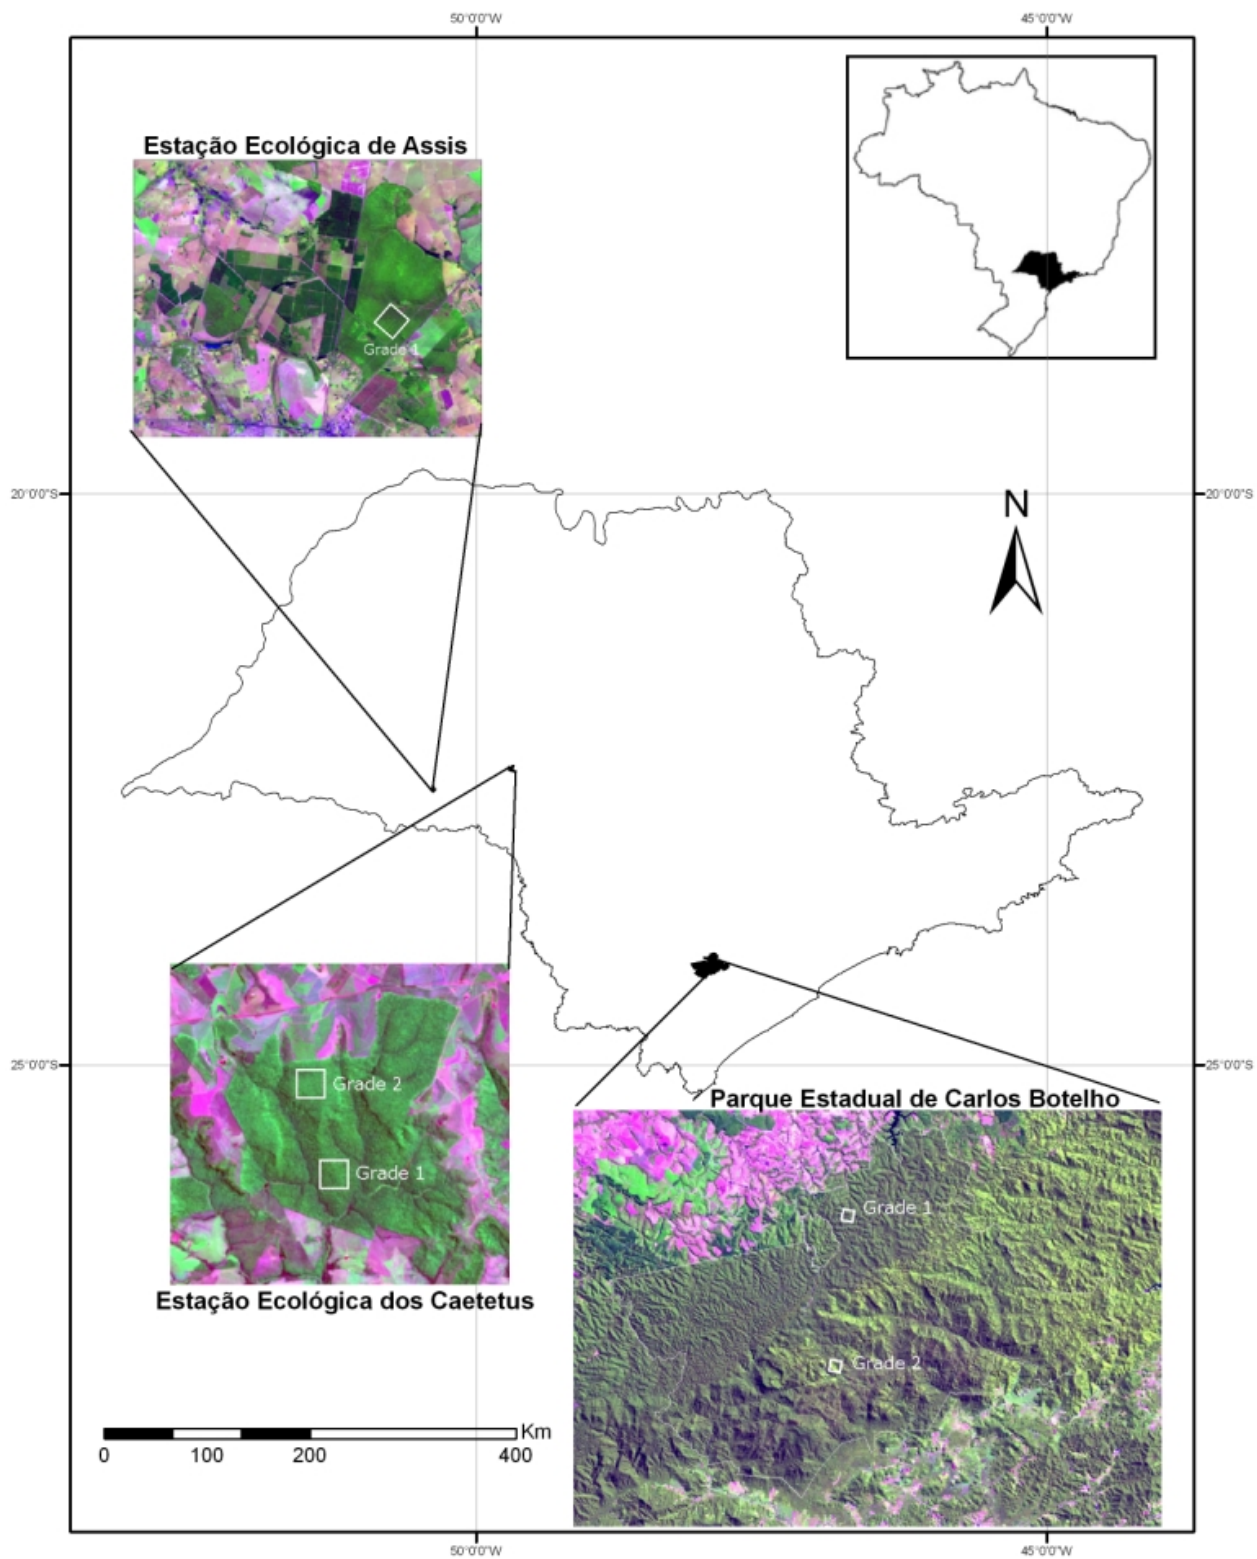 50°0'0"W 45°0'0"W
Estação Ecológica de Assis
Grade 1
20°0'0"S 20°0'0"S
N
25°0'0"S 25°0'0"S
Grade 2
Grade 1
Estação Ecológica dos Caetetus
Parque Estadual de Carlos Botelho
Grade 1
Grade 2
Km
0 100 200 400
50°0'0"W 45°0'0"W